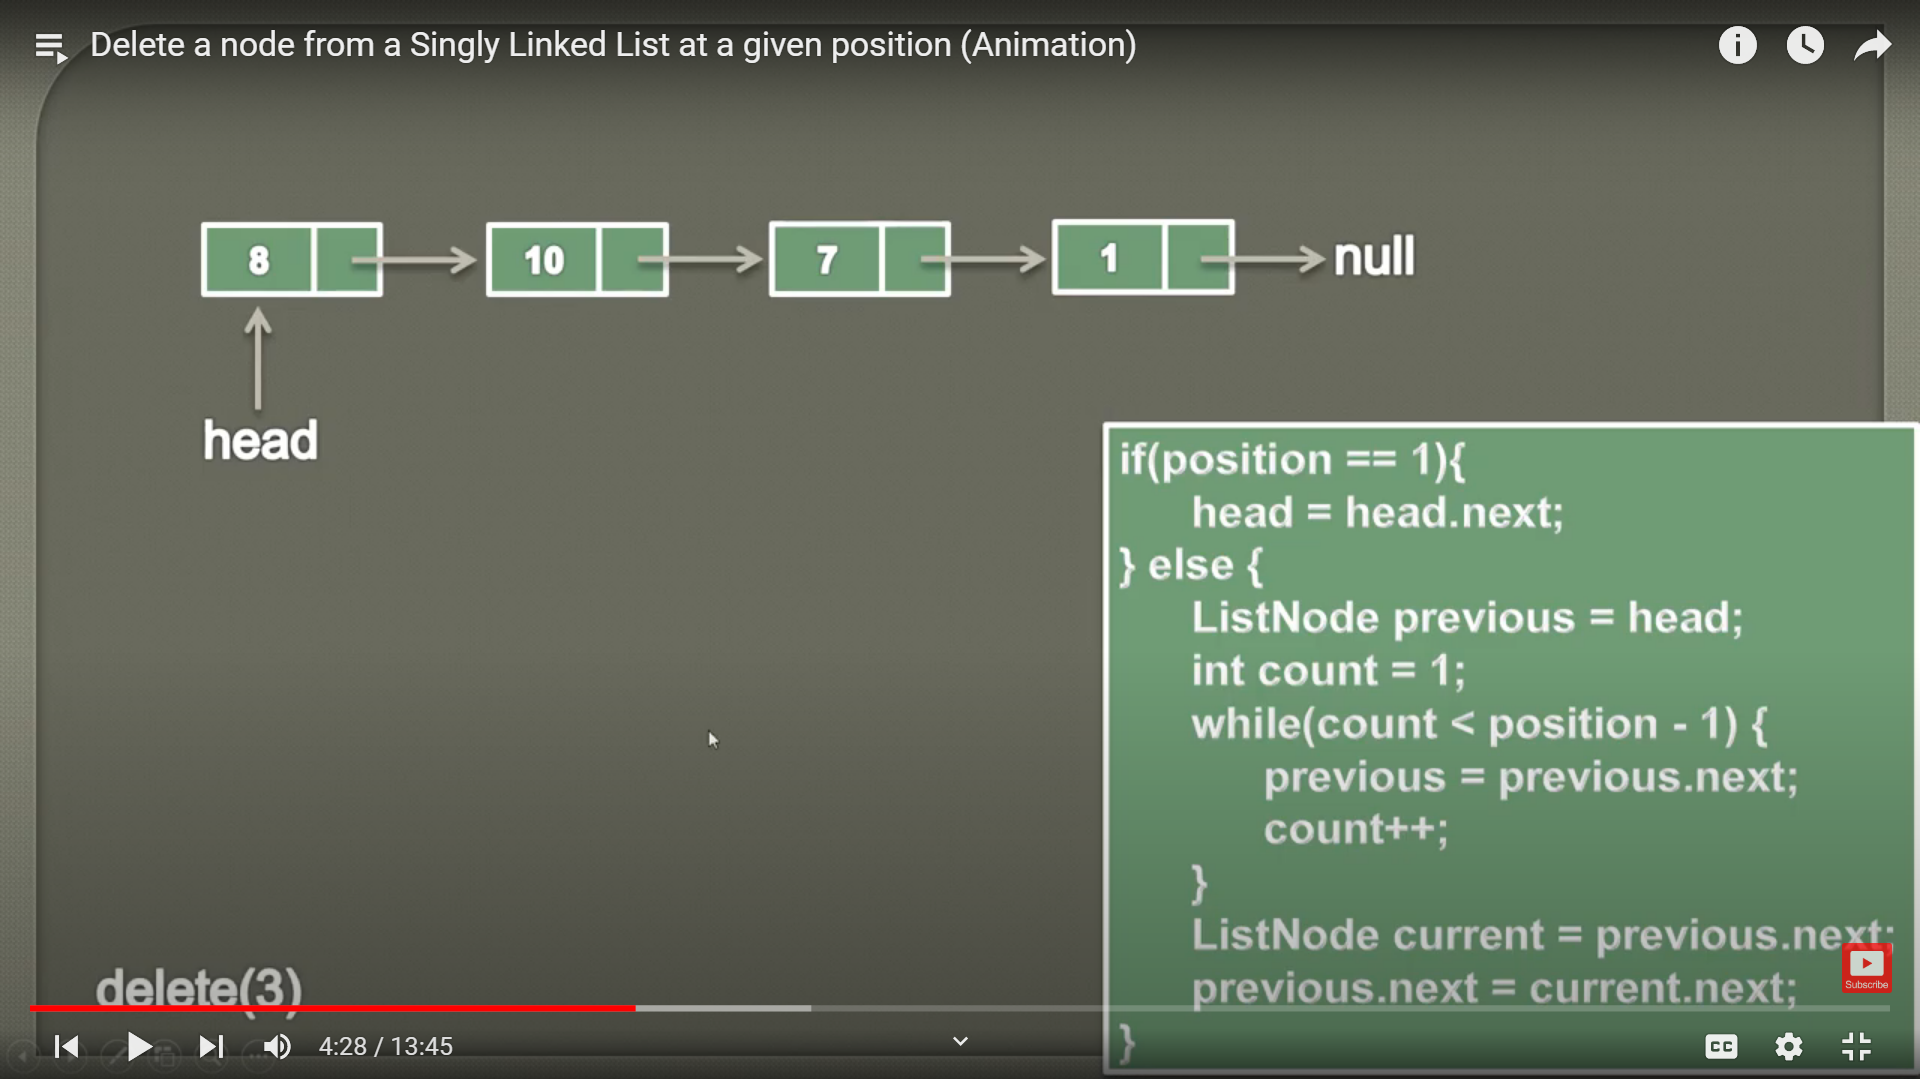 Delete a node from a Singly Linked List at a given position (Animation)
8 10 7 1 null
head
if(position == 1){
head = head.next;
} else {
ListNode previous = head;
int count = 1;
while(count < position - 1) {
previous = previous.next;
count++;
}
ListNode current = previous.next;
previous.next = current.next;
}
delete(3)
Subscribe
4:28 / 13:45
CC